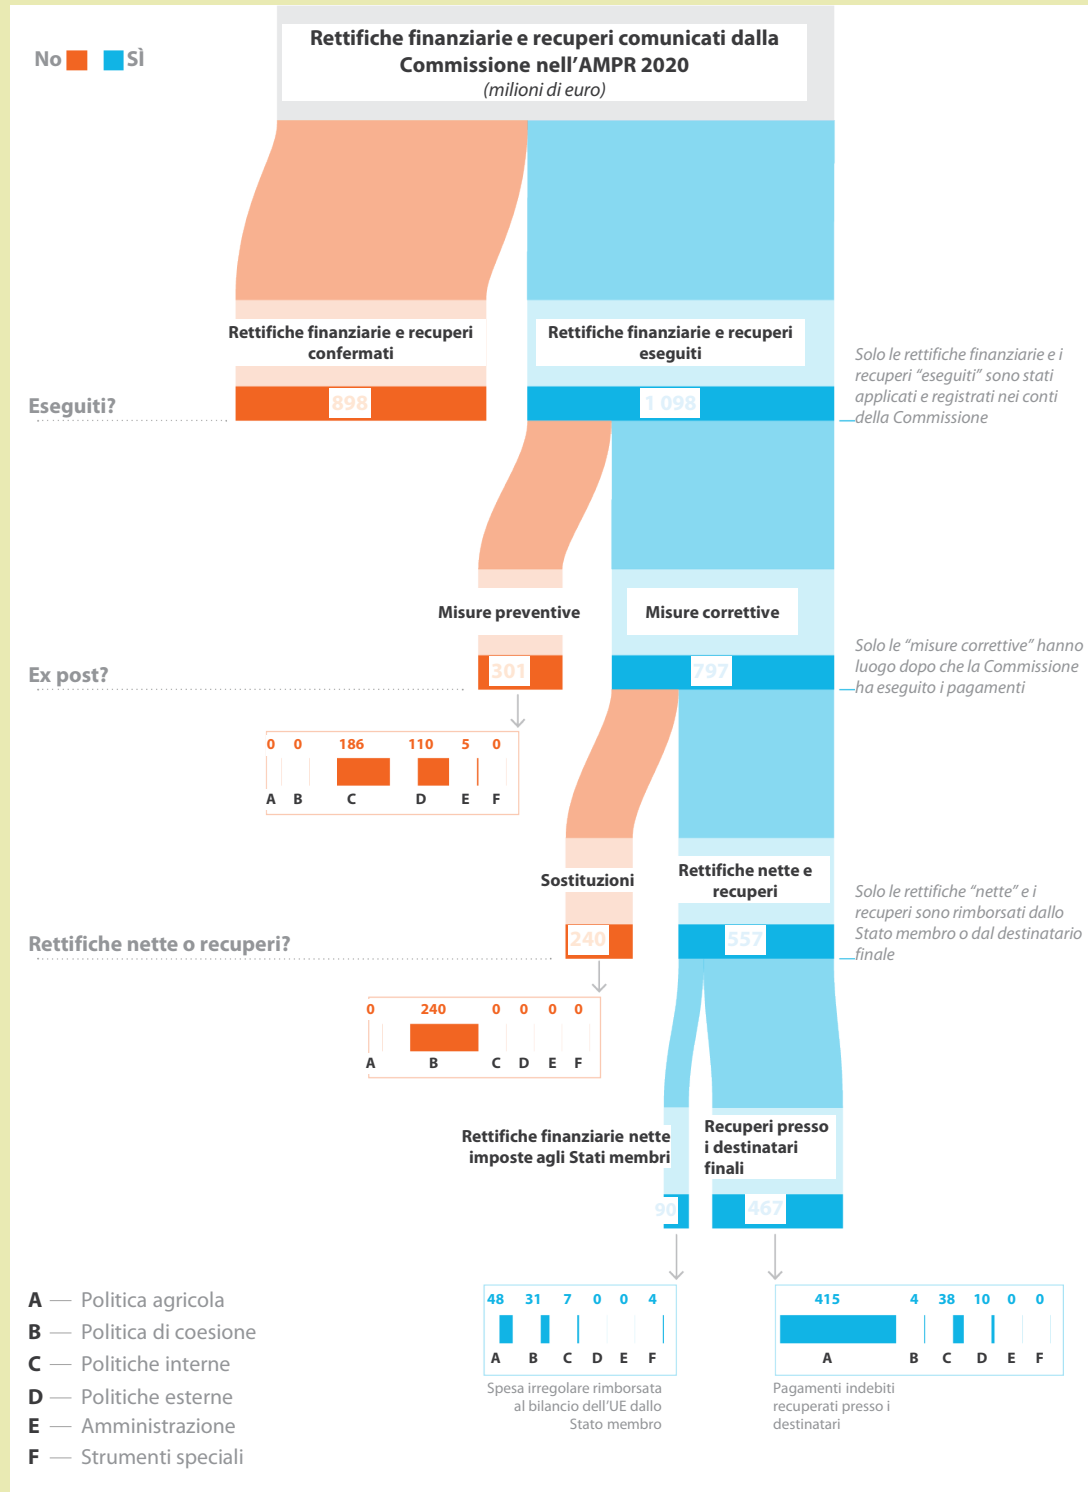 Rettifiche finanziarie e recuperi comunicati dalla
Commissione nell’AMPR 2020
(milioni di euro)
No SÌ
Rettifiche finanziarie e recuperi
confermati
Rettifiche finanziarie e recuperi
eseguiti
Solo le rettifiche finanziarie e i
recuperi “eseguiti” sono stati
applicati e registrati nei conti
della Commissione
Eseguiti?
898
1 098
Misure preventive
Misure correttive
Solo le “misure correttive” hanno
luogo dopo che la Commissione
ha eseguito i pagamenti
Ex post?
301
797
0 0 186 110 5 0
A B C D E F
Sostituzioni
Rettifiche nette e
recuperi
Solo le rettifiche “nette” e i
recuperi sono rimborsati dallo
Stato membro o dal destinatario
finale
Rettifiche nette o recuperi?
240
557
0 240 0 0 0 0
A B C D E F
Rettifiche finanziarie nette
imposte agli Stati membri
Recuperi presso
i destinatari
finali
90
467
48 31 7 0 0 4
A B C D E F
Spesa irregolare rimborsata
al bilancio dell’UE dallo
Stato membro
415 4 38 10 0 0
A B C D E F
Pagamenti indebiti
recuperati presso i
destinatari
A — Politica agricola
B — Politica di coesione
C — Politiche interne
D — Politiche esterne
E — Amministrazione
F — Strumenti speciali